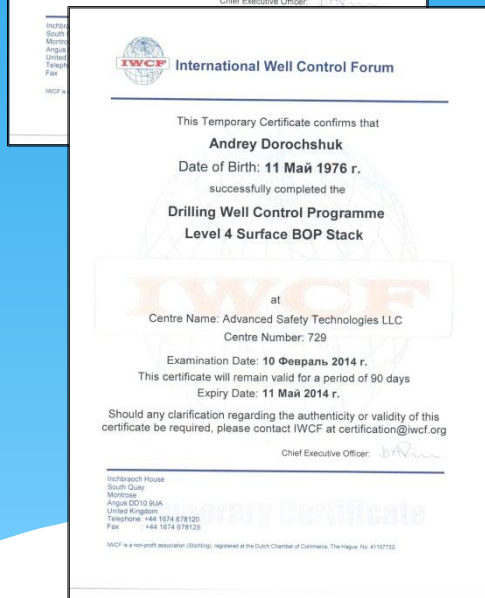 Chief Executive Officer:
South
Angus
United
Fax
IWCF
International Well Control Forum
This Temporary Certificate confirms that
Andrey Dorochshuk
Date of Birth: 11 Май 1976 г.
successfully completed the
Drilling Well Control Programme
Level 4 Surface BOP Stack
IWCF
at
Centre Name: Advanced Safety Technologies LLC
Centre Number: 729
Examination Date: 10 Февраль 2014 г.
This certificate will remain valid for a period of 90 days
Expiry Date: 11 Май 2014 г.
Should any clarification regarding the authenticity or validity of this
certificate be required, please contact IWCF at certification@iwcf.org
Chief Executive Officer:
Inchbraoch House
South Quay
Montrose
Angus DD10 9UA
United Kingdom
Telephone: +44 1674 678120
Fax : +44 1674 678125
Temporary Certificate
IWCF is a non-profit association (Stichting), registered at the Dutch Chamber of Commerce, The Hague, No. 41157732.